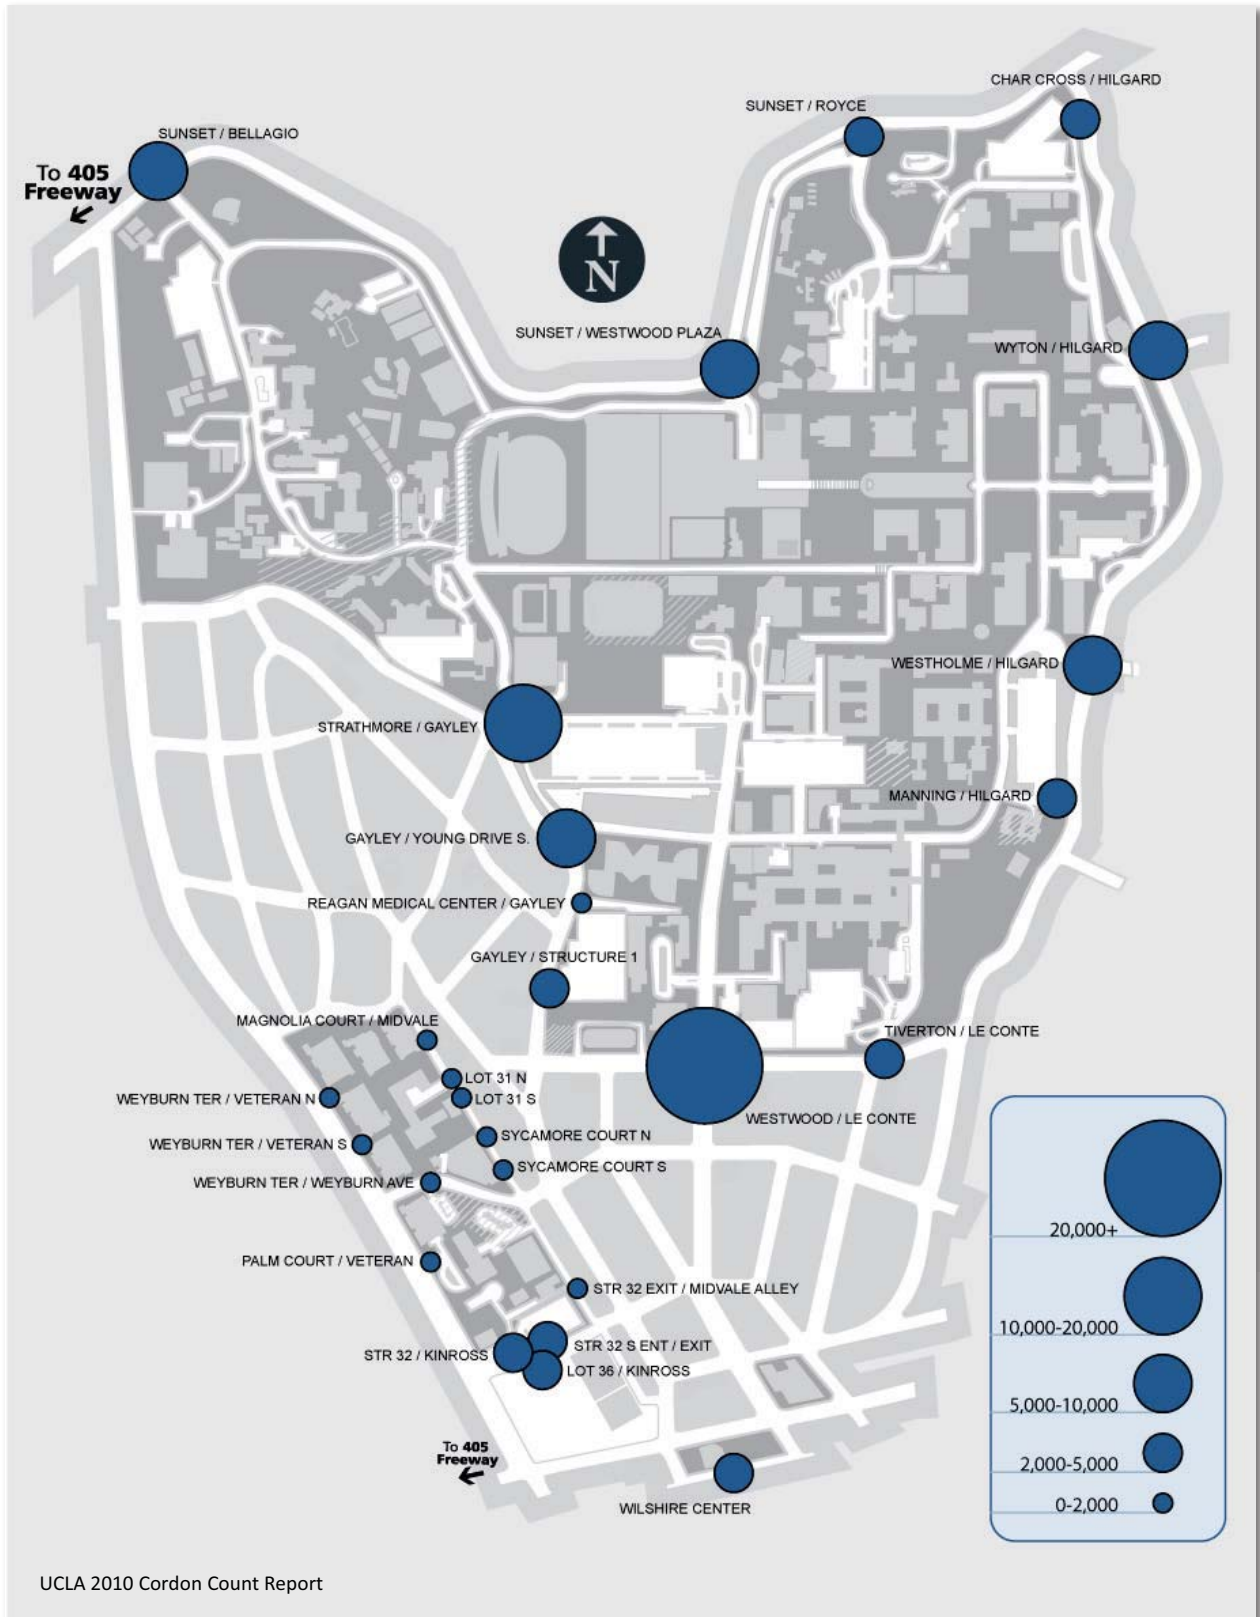 CHAR CROSS / HILGARD
SUNSET / ROYCE
SUNSET / BELLAGIO
To 405
Freeway
N
SUNSET / WESTWOOD PLAZA
WYTON / HILGARD
WESTHOLME / HILGARD
STRATHMORE / GAYLEY
MANNING / HILGARD
GAYLEY / YOUNG DRIVE S.
REAGAN MEDICAL CENTER / GAYLEY
GAYLEY / STRUCTURE 1
MAGNOLIA COURT / MIDVALE
TIVERTON / LE CONTE
LOT 31 N
WEYBURN TER / VETERAN N
LOT 31 S
WESTWOOD / LE CONTE
SYCAMORE COURT N
WEYBURN TER / VETERAN S
SYCAMORE COURT S
WEYBURN TER / WEYBURN AVE
20,000+
PALM COURT / VETERAN
STR 32 EXIT / MIDVALE ALLEY
10,000-20,000
STR 32 S ENT / EXIT
STR 32 / KINROSS
LOT 36 / KINROSS
5,000-10,000
To 405
Freeway
2,000-5,000
0-2,000
WILSHIRE CENTER
UCLA 2010 Cordon Count Report